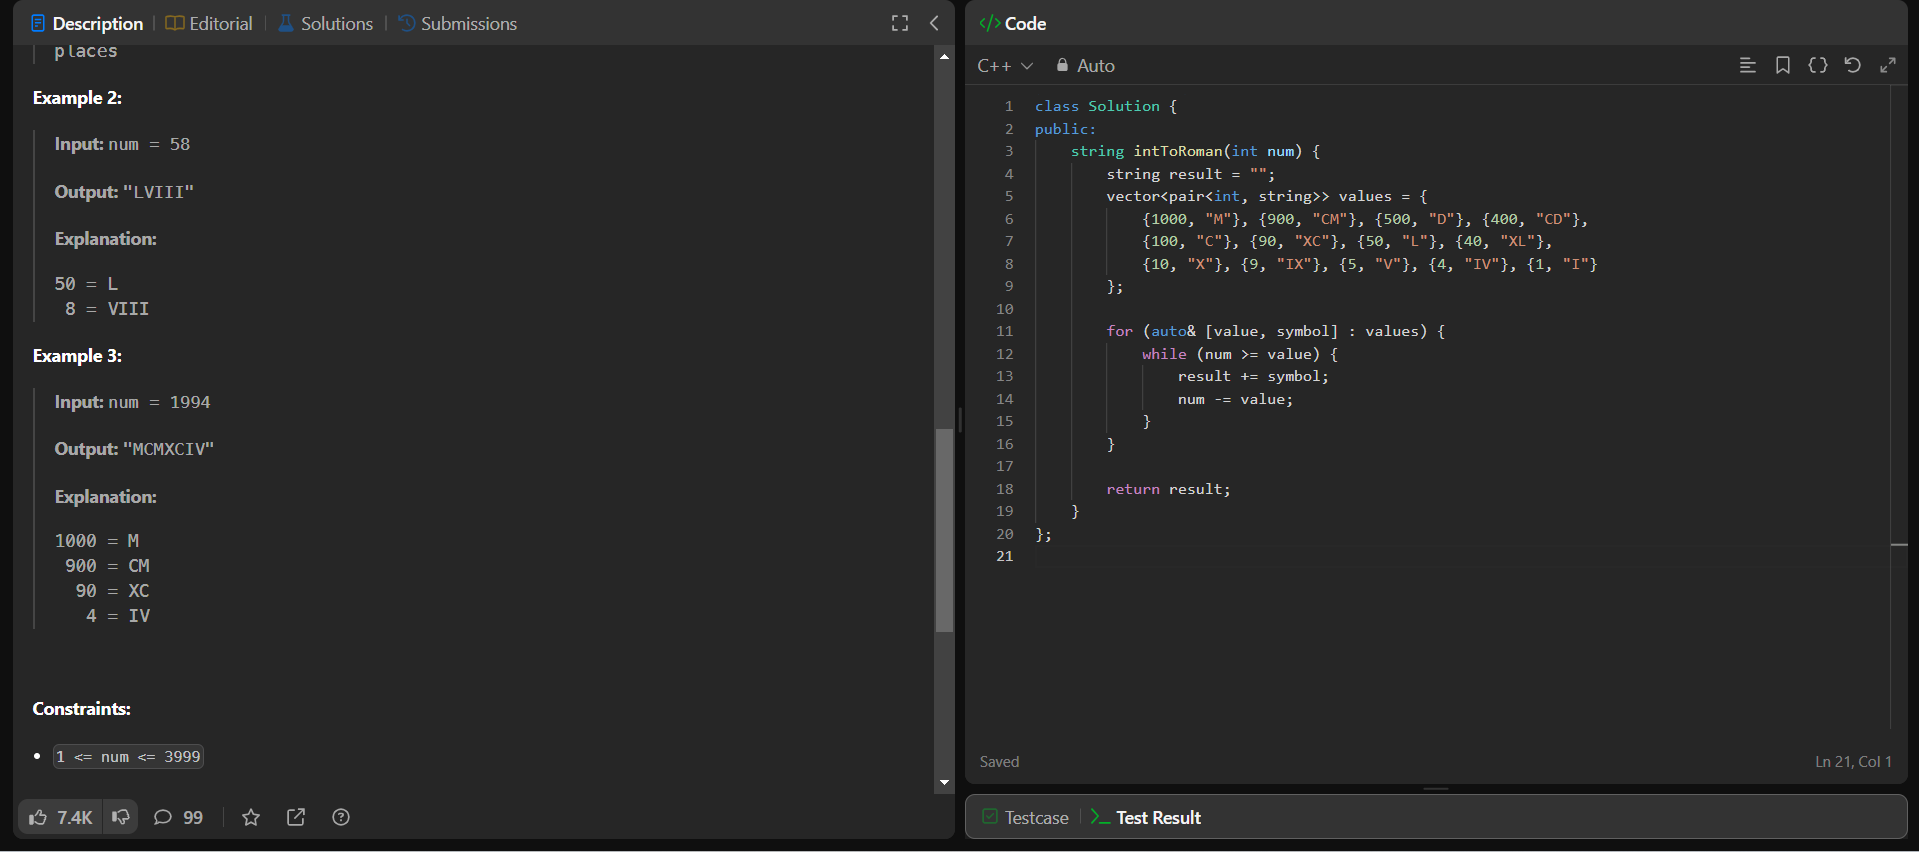 Description
Editorial
Solutions
Submissions
places
Example 2:
Input: num = 58
Output: "LVIII"
Explanation:
50 = L
8 = VIII
Example 3:
Input: num = 1994
Output: "MCMXCIV"
Explanation:
1000 = M
900 = CM
90 = XC
4 = IV
Constraints:
• 1 <= num <= 3999
7.4K
99
</> Code
C++
Auto
1 class Solution {
2 public:
3     string intToRoman(int num) {
4         string result = "";
5         vector<pair<int, string>> values = {
6             {1000, "M"}, {900, "CM"}, {500, "D"}, {400, "CD"},
7             {100, "C"}, {90, "XC"}, {50, "L"}, {40, "XL"},
8             {10, "X"}, {9, "IX"}, {5, "V"}, {4, "IV"}, {1, "I"}
9         };
10
11         for (auto& [value, symbol] : values) {
12             while (num >= value) {
13                 result += symbol;
14                 num -= value;
15             }
16         }
17
18         return result;
19     }
20 };
21
Saved
Ln 21, Col 1
Testcase
Test Result